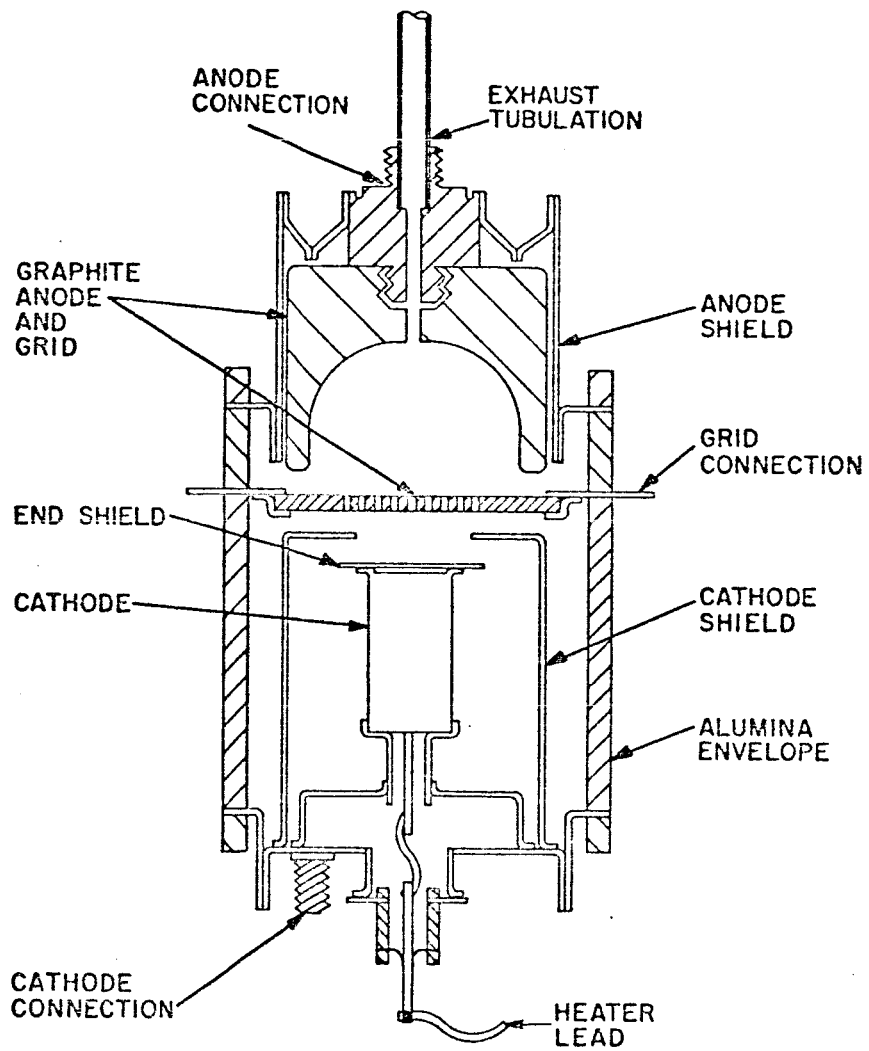 ANODE
CONNECTION
EXHAUST
TUBULATION
GRAPHITE
ANODE
AND
GRID
ANODE
SHIELD
GRID
CONNECTION
END SHIELD
CATHODE
CATHODE
SHIELD
ALUMINA
ENVELOPE
CATHODE
CONNECTION
HEATER
LEAD